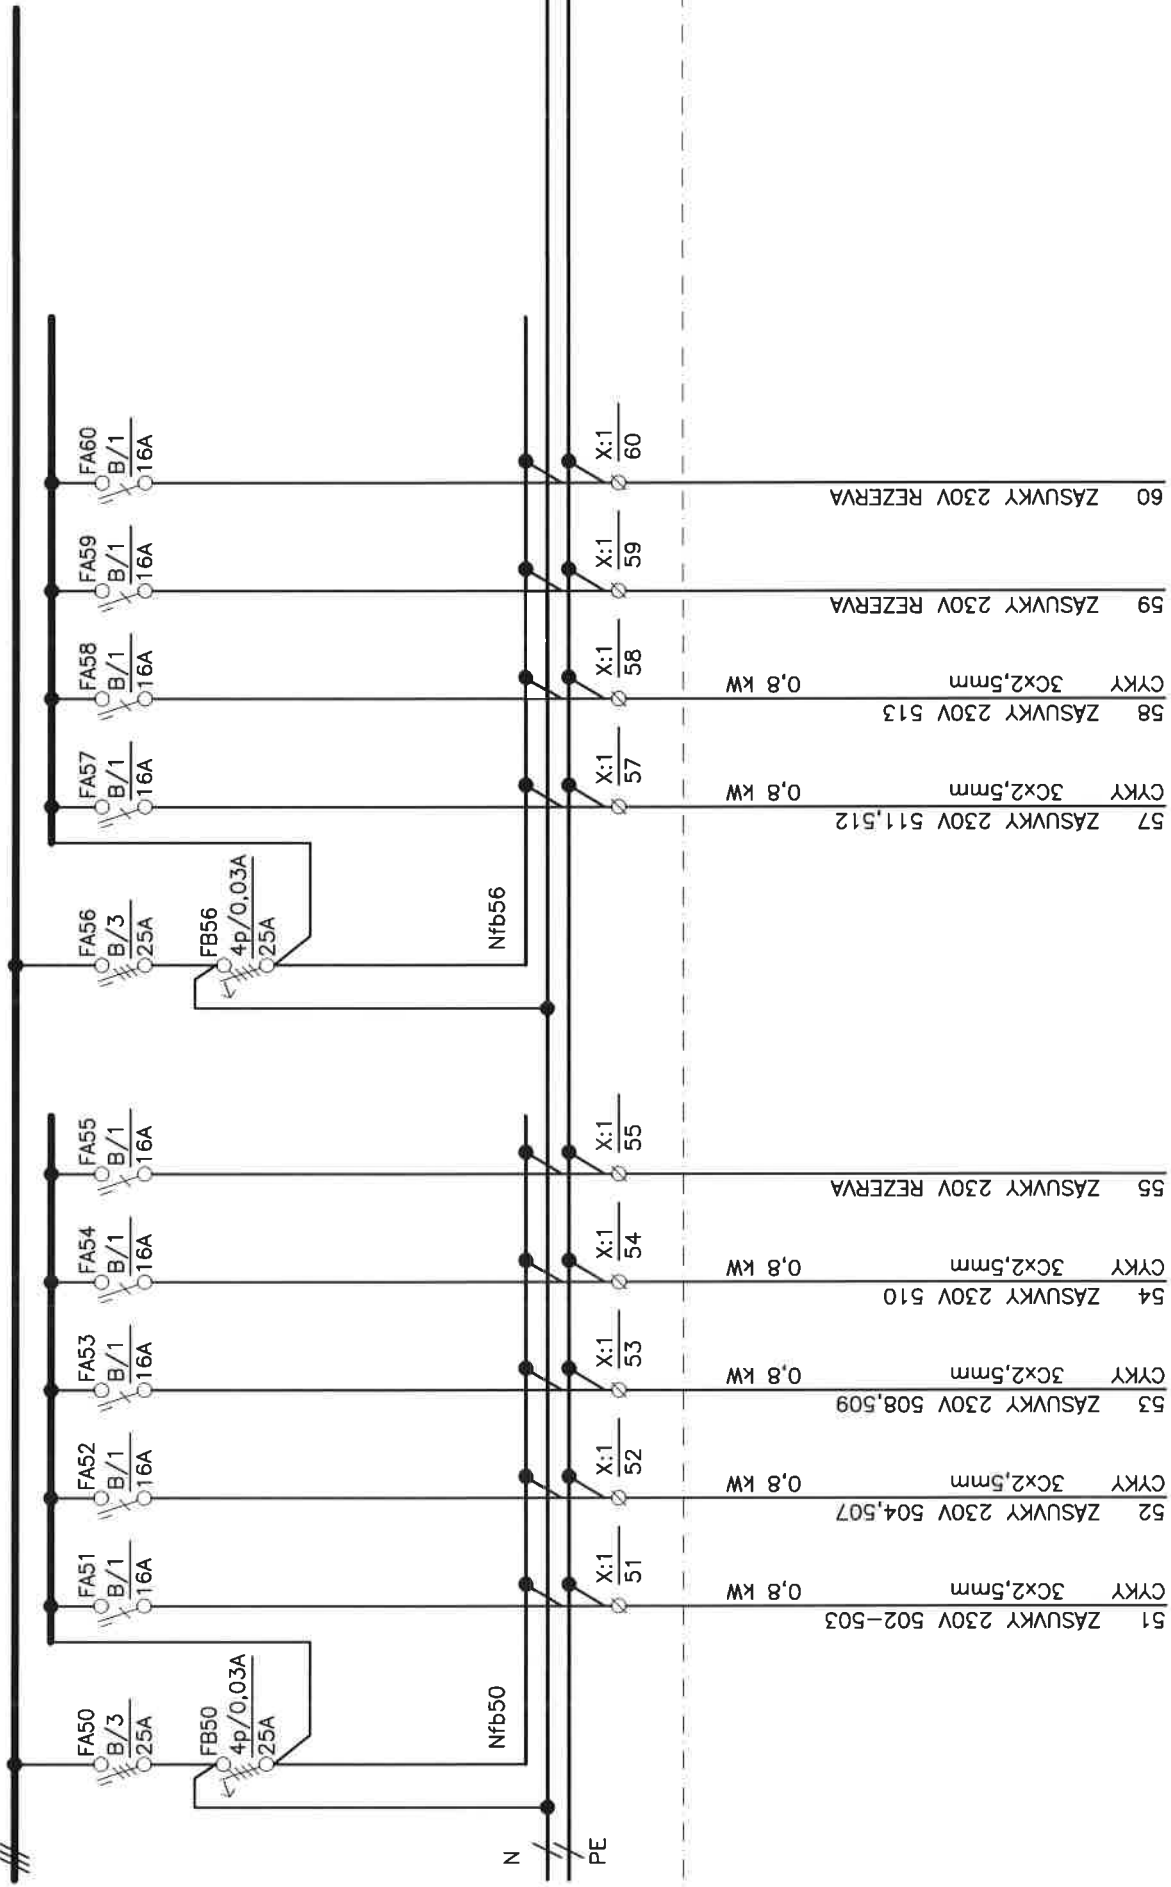 FA50
B/3
25A
FB50
4p/0,03A
25A
Nfb50
N
PE
FA51
B/1
16A
X:1
51
FA52
B/1
16A
X:1
52
FA53
B/1
16A
X:1
53
FA54
B/1
16A
X:1
54
FA55
B/1
16A
X:1
55
FA56
B/3
25A
FB56
4p/0,03A
25A
Nfb56
FA57
B/1
16A
X:1
57
FA58
B/1
16A
X:1
58
FA59
B/1
16A
X:1
59
FA60
B/1
16A
X:1
60
51 ZÁSUVKY 230V 502-503
CYKY 3Cx2,5mm 0,8 kW
52 ZÁSUVKY 230V 504,507
CYKY 3Cx2,5mm 0,8 kW
53 ZÁSUVKY 230V 508,509
CYKY 3Cx2,5mm 0,8 kW
54 ZÁSUVKY 230V 510
CYKY 3Cx2,5mm 0,8 kW
55 ZÁSUVKY 230V REZERVA
57 ZÁSUVKY 230V 511,512
CYKY 3Cx2,5mm 0,8 kW
58 ZÁSUVKY 230V 513
CYKY 3Cx2,5mm 0,8 kW
59 ZÁSUVKY 230V REZERVA
60 ZÁSUVKY 230V REZERVA